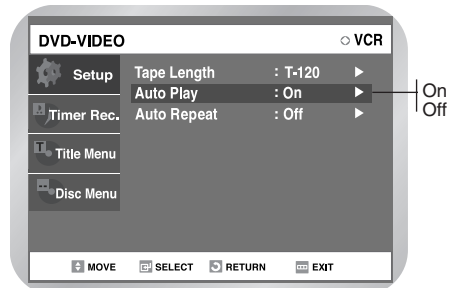 DVD-VIDEO VCR
Setup
Tape Length : T-120
Auto Play : On
Auto Repeat : Off
On
Off
Timer Rec.
Title Menu
Disc Menu
MOVE SELECT RETURN EXIT